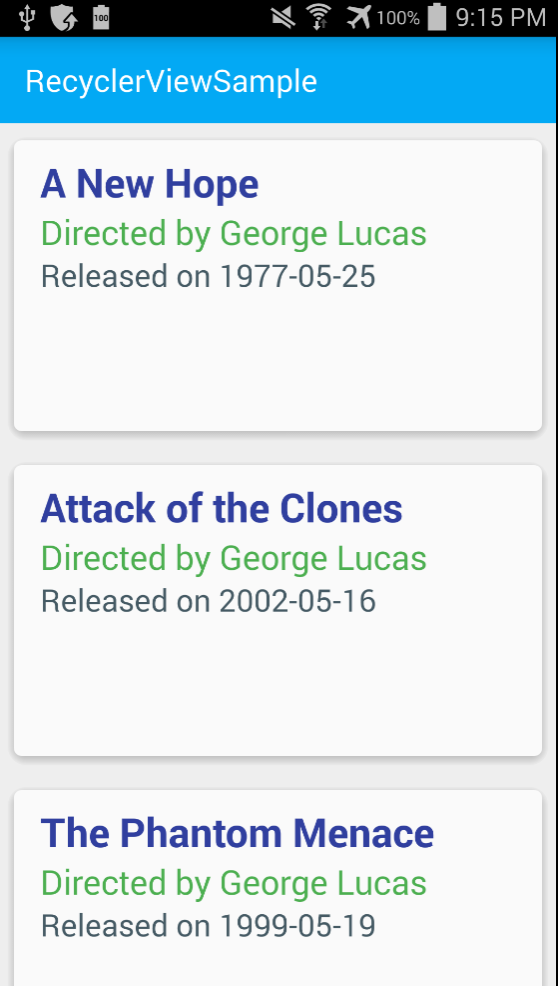 100 100% 9:15 PM
RecyclerViewSample
A New Hope
Directed by George Lucas
Released on 1977-05-25
Attack of the Clones
Directed by George Lucas
Released on 2002-05-16
The Phantom Menace
Directed by George Lucas
Released on 1999-05-19